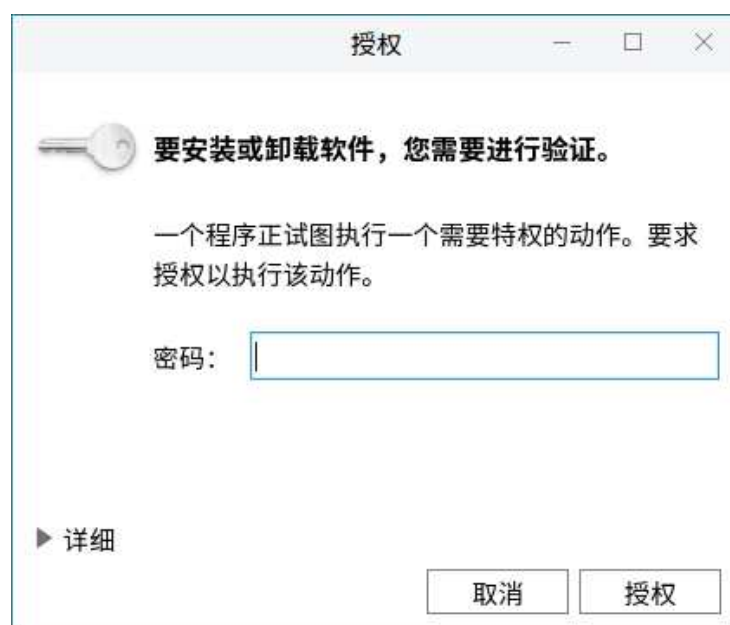 授权
要安装或卸载软件，您需要进行验证。
一个程序正试图执行一个需要特权的动作。要求
授权以执行该动作。
密码：
详细
取消
授权